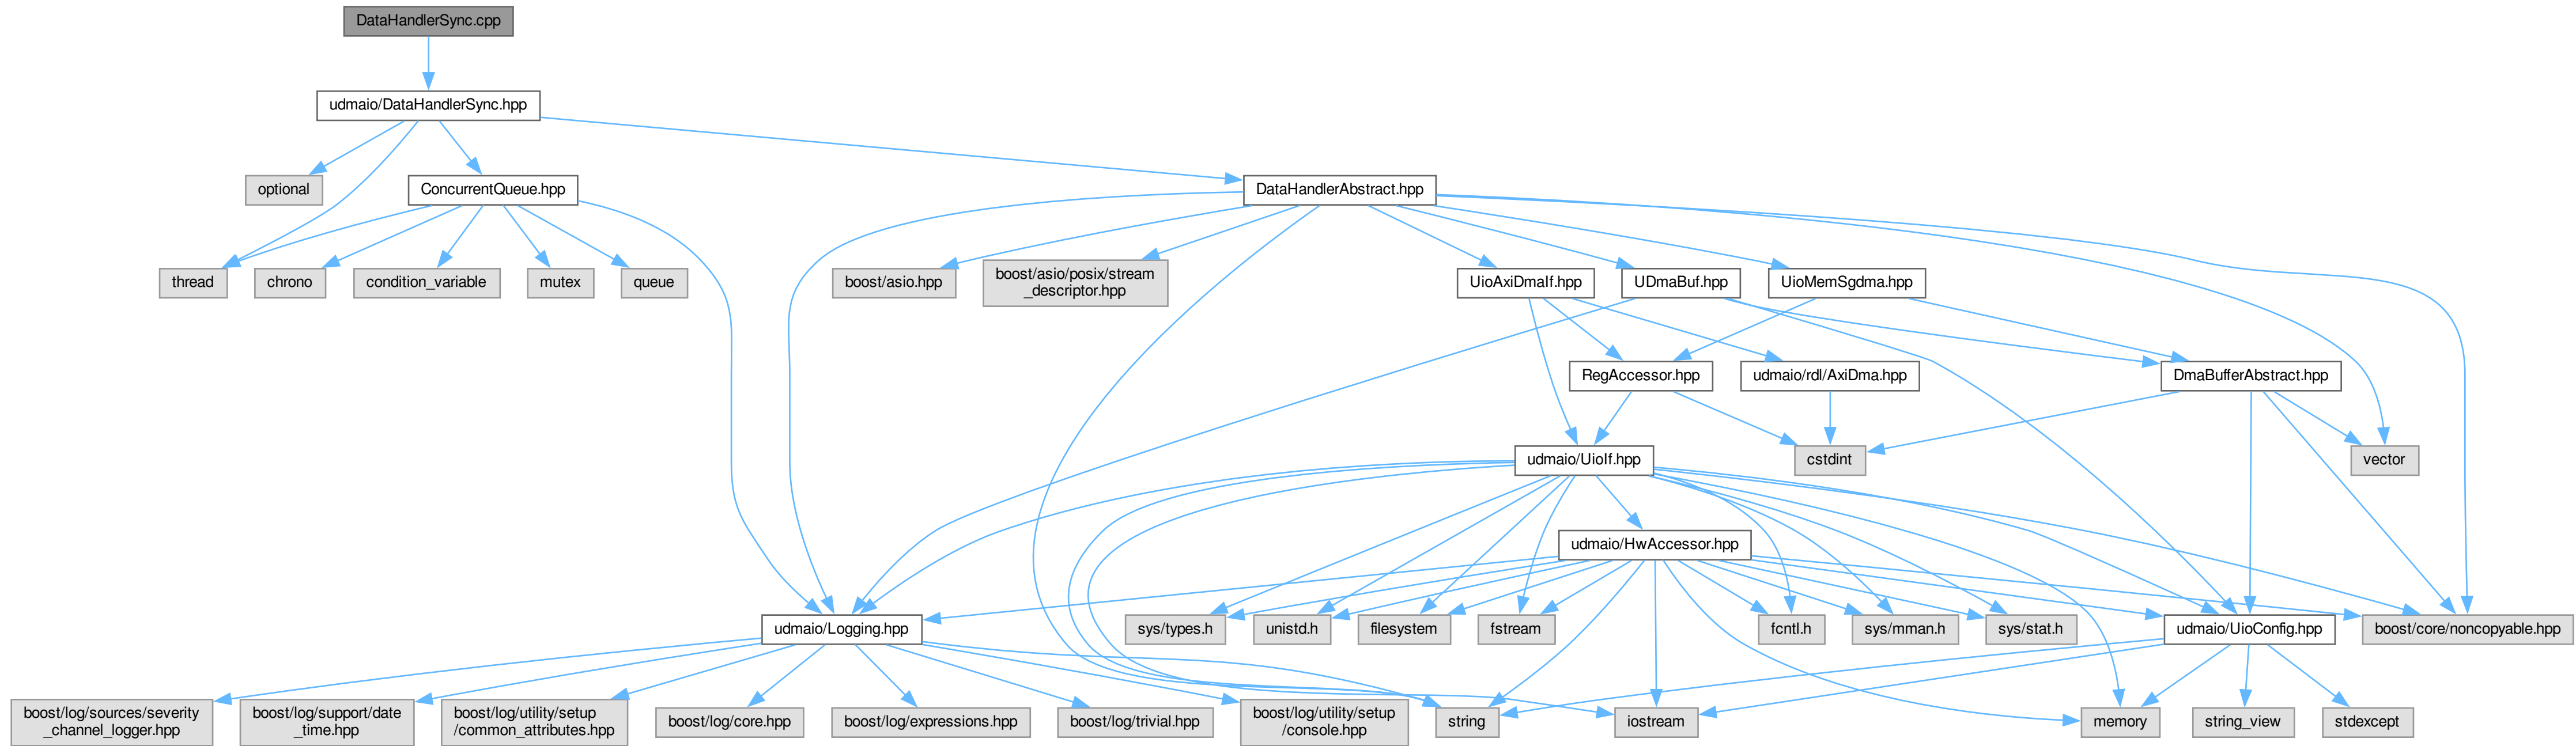 DataHandlerSync.cpp
udmaio/DataHandlerSync.hpp
optional
ConcurrentQueue.hpp
DataHandlerAbstract.hpp
thread
chrono
condition_variable
mutex
queue
boost/asio.hpp
boost/asio/posix/stream
_descriptor.hpp
UioAxiDmaIf.hpp
UDmaBuf.hpp
UioMemSgdma.hpp
RegAccessor.hpp
udmaio/rdl/AxiDma.hpp
DmaBufferAbstract.hpp
udmaio/UioIf.hpp
cstdint
vector
udmaio/HwAccessor.hpp
udmaio/Logging.hpp
sys/types.h
unistd.h
filesystem
fstream
fcntl.h
sys/mman.h
sys/stat.h
udmaio/UioConfig.hpp
boost/core/noncopyable.hpp
boost/log/sources/severity
_channel_logger.hpp
boost/log/support/date
_time.hpp
boost/log/utility/setup
/common_attributes.hpp
boost/log/core.hpp
boost/log/expressions.hpp
boost/log/trivial.hpp
boost/log/utility/setup
/console.hpp
string
iostream
memory
string_view
stdexcept